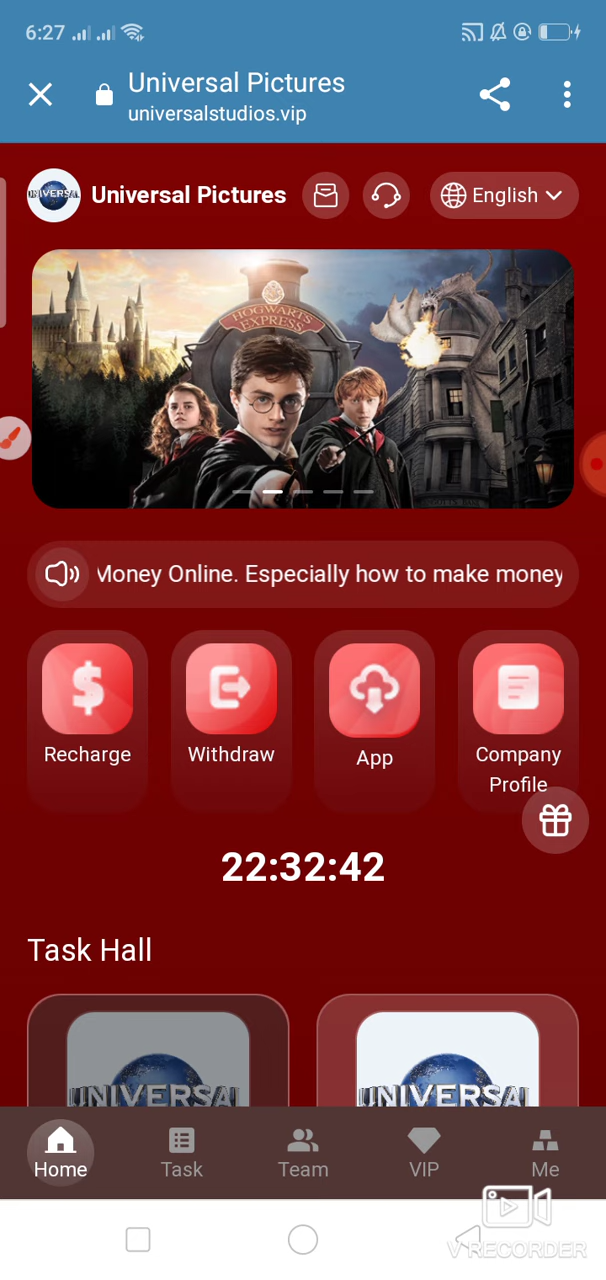 6:27
Universal Pictures
universalstudios.vip
UNIVERSAL
Universal Pictures
English
HOGWARTS
EXPRESS
Money Online. Especially how to make money
Recharge
Withdraw
App
Company
Profile
22:32:42
Task Hall
UNIVERSAL
UNIVERSAL
Home
Task
Team
VIP
Me
V RECORDER